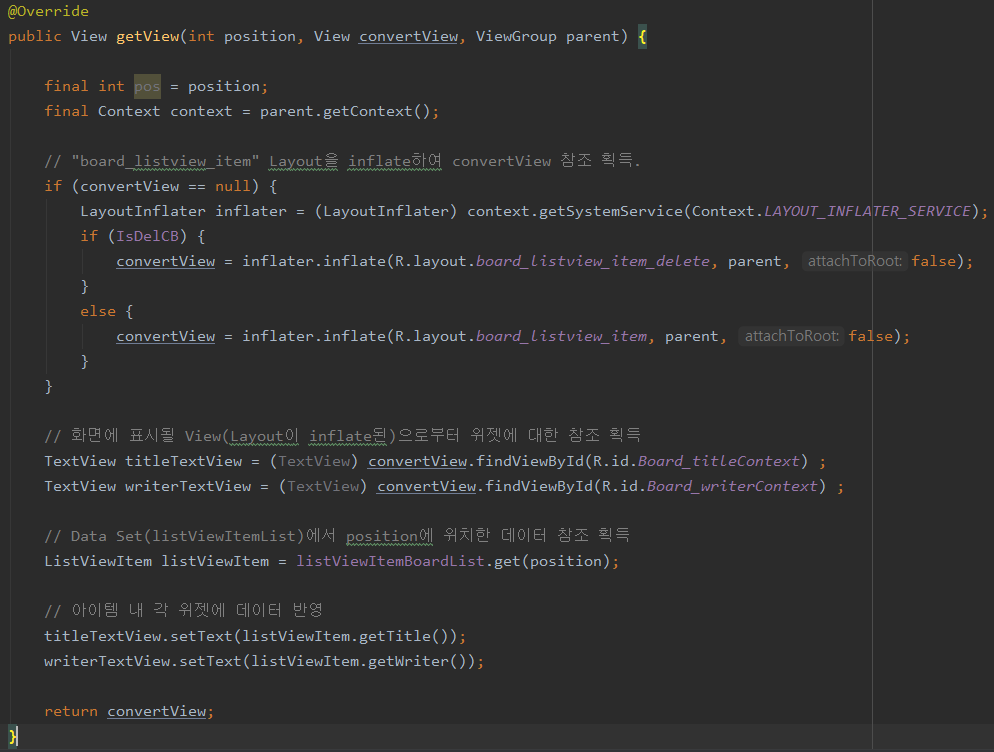 @Override
public View getView(int position, View convertView, ViewGroup parent) {
final int pos = position;
final Context context = parent.getContext();
// "board_listview_item" Layout을 inflate하여 convertView 참조 획득.
if (convertView == null) {
LayoutInflater inflater = (LayoutInflater) context.getSystemService(Context.LAYOUT_INFLATER_SERVICE);
if (IsDelCB) {
convertView = inflater.inflate(R.layout.board_listview_item_delete, parent, attachToRoot: false);
}
else {
convertView = inflater.inflate(R.layout.board_listview_item, parent, attachToRoot: false);
}
}
// 화면에 표시될 View(Layout이 inflate된)으로부터 위젯에 대한 참조 획득
TextView titleTextView = (TextView) convertView.findViewById(R.id.Board_titleContext) ;
TextView writerTextView = (TextView) convertView.findViewById(R.id.Board_writerContext) ;
// Data Set(listViewItemList)에서 position에 위치한 데이터 참조 획득
ListViewItem listViewItem = listViewItemBoardList.get(position);
// 아이템 내 각 위젯에 데이터 반영
titleTextView.setText(listViewItem.getTitle());
writerTextView.setText(listViewItem.getWriter());
return convertView;
}